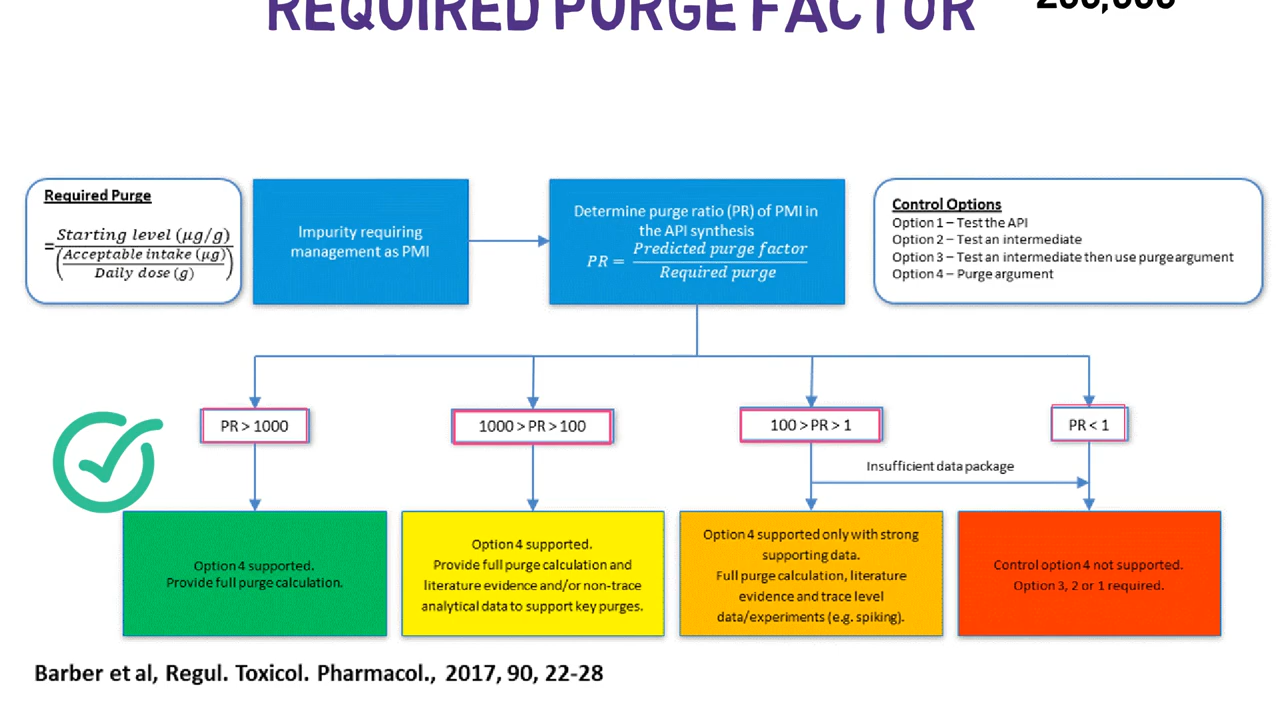 REQUIRED PURGE FACTOR
200,000
Required Purge
= Starting level (µg/g)
(Acceptable intake (µg)
Daily dose (g))
Impurity requiring
management as PMI
Determine purge ratio (PR) of PMI in
the API synthesis
PR = Predicted purge factor
Required purge
Control Options
Option 1 – Test the API
Option 2 – Test an intermediate
Option 3 – Test an intermediate then use purge argument
Option 4 – Purge argument
PR > 1000
1000 > PR > 100
100 > PR > 1
PR < 1
Insufficient data package
Option 4 supported.
Provide full purge calculation.
Option 4 supported.
Provide full purge calculation and
literature evidence and/or non-trace
analytical data to support key purges.
Option 4 supported only with strong
supporting data.
Full purge calculation, literature
evidence and trace level
data/experiments (e.g. spiking).
Control option 4 not supported.
Option 3, 2 or 1 required.
Barber et al, Regul. Toxicol. Pharmacol., 2017, 90, 22-28